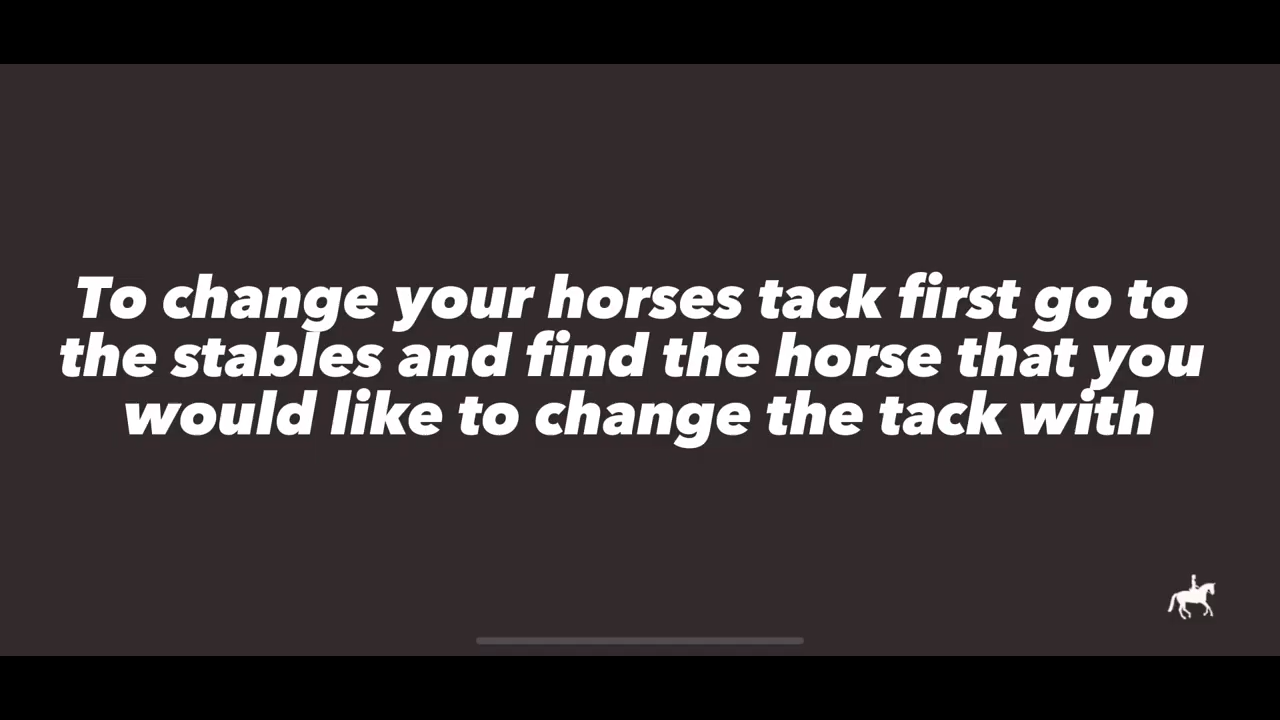 To change your horses tack first go to
the stables and find the horse that you
would like to change the tack with